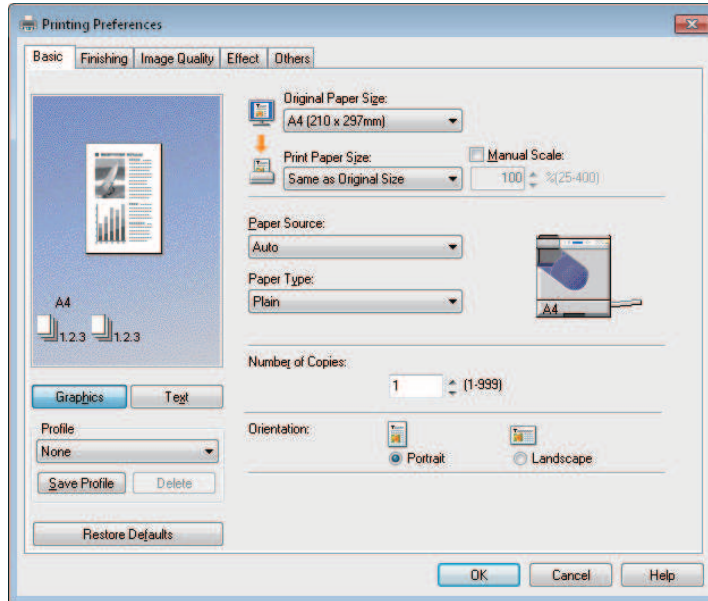 Printing Preferences
Basic
Finishing
Image Quality
Effect
Others
Original Paper Size:
A4 (210 x 297mm)
Print Paper Size:
Manual Scale:
Same as Original Size
100
%(25-400)
Paper Source:
Auto
Paper Type:
Plain
A4
A4
1.2.3
1.2.3
Number of Copies:
1
(1-999)
Graphics
Text
Profile
None
Save Profile
Delete
Restore Defaults
Orientation:
Portrait
Landscape
OK
Cancel
Help